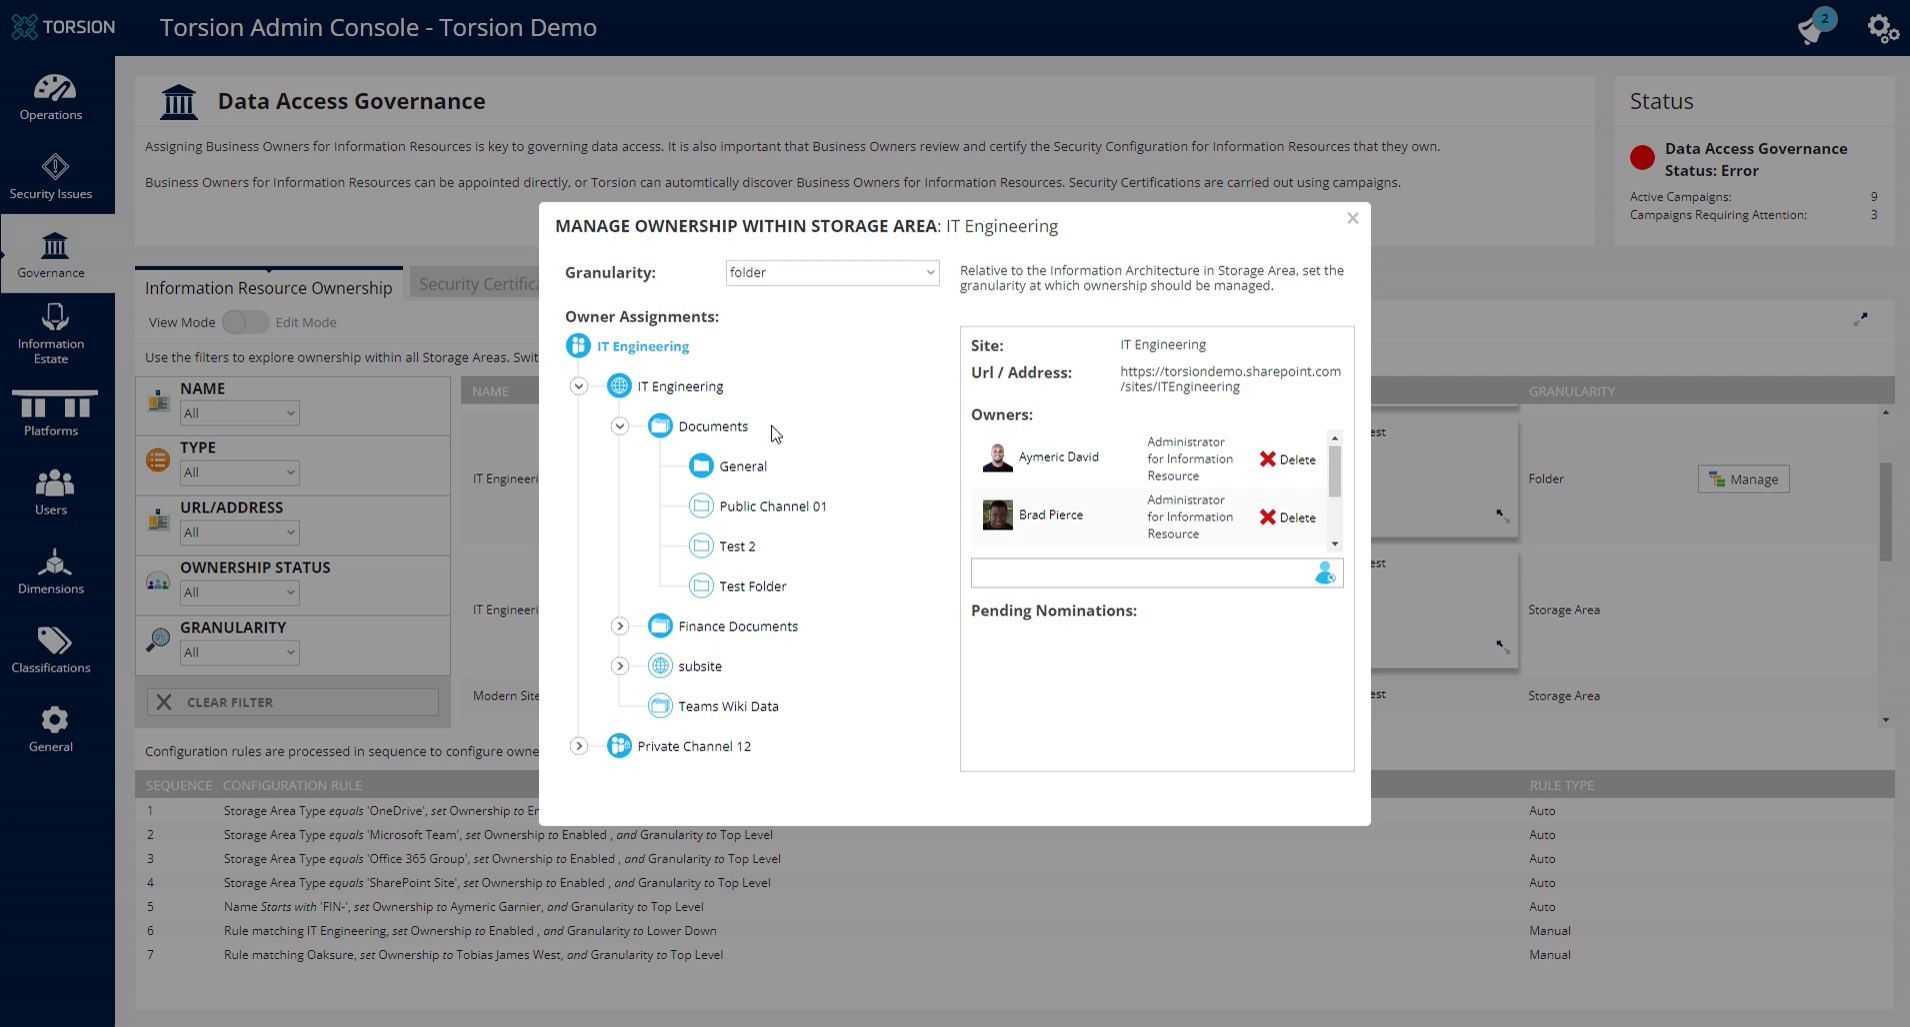 TORSION
Torsion Admin Console - Torsion Demo
2
Operations
Security Issues
Governance
Information
Estate
Platforms
Users
Dimensions
Classifications
General
Data Access Governance
Assigning Business Owners for Information Resources is key to governing data access. It is also important that Business Owners review and certify the Security Configuration for Information Resources that they own.
Business Owners for Information Resources can be appointed directly, or Torsion can automtically discover Business Owners for Information Resources. Security Certifications are carried out using campaigns.
Status
Data Access Governance
Status: Error
Active Campaigns: 9
Campaigns Requiring Attention: 3
Information Resource Ownership
Security Certifica
View Mode Edit Mode
Use the filters to explore ownership within all Storage Areas. Swit
NAME
All
TYPE
All
URL/ADDRESS
All
OWNERSHIP STATUS
All
GRANULARITY
All
CLEAR FILTER
NAME
GRANULARITY
IT Engineeri
est
Folder
Manage
IT Engineeri
est
Storage Area
Modern Site
est
Storage Area
MANAGE OWNERSHIP WITHIN STORAGE AREA: IT Engineering
Granularity: folder
Relative to the Information Architecture in Storage Area, set the
granularity at which ownership should be managed.
Owner Assignments:
IT Engineering
IT Engineering
Documents
General
Public Channel 01
Test 2
Test Folder
Finance Documents
subsite
Teams Wiki Data
Private Channel 12
Site: IT Engineering
Url / Address: https://torsiondemo.sharepoint.com
/sites/ITEngineering
Owners:
Aymeric David
Administrator
for Information
Resource
Delete
Brad Pierce
Administrator
for Information
Resource
Delete
Pending Nominations:
Configuration rules are processed in sequence to configure owne
SEQUENCE CONFIGURATION RULE RULE TYPE
1 Storage Area Type equals 'OneDrive', set Ownership to En Auto
2 Storage Area Type equals 'Microsoft Team', set Ownership to Enabled , and Granularity to Top Level Auto
3 Storage Area Type equals 'Office 365 Group', set Ownership to Enabled , and Granularity to Top Level Auto
4 Storage Area Type equals 'SharePoint Site', set Ownership to Enabled , and Granularity to Top Level Auto
5 Name Starts with 'FIN-', set Ownership to Aymeric Garnier, and Granularity to Top Level Auto
6 Rule matching IT Engineering, set Ownership to Enabled , and Granularity to Lower Down Manual
7 Rule matching Oaksure, set Ownership to Tobias James West, and Granularity to Top Level Manual